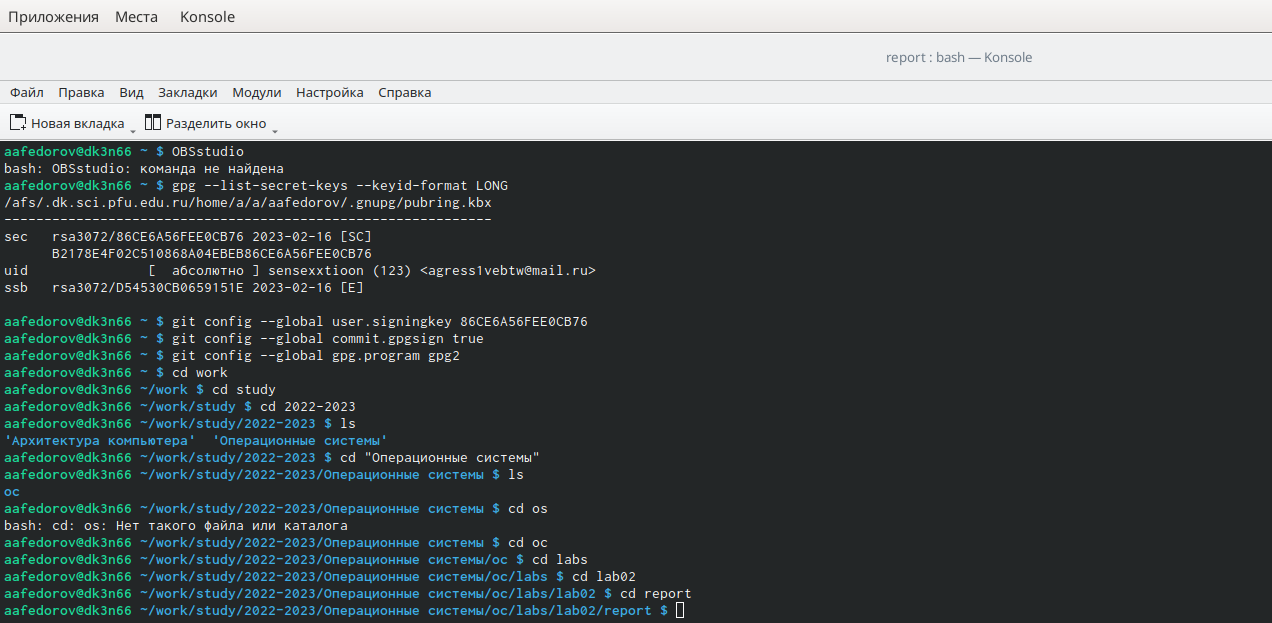 Приложения Места Konsole
report : bash — Konsole
Файл Правка Вид Закладки Модули Настройка Справка
Новая вкладка Разделить окно
aafedorov@dk3n66 ~ $ OBSstudio
bash: OBSstudio: команда не найдена
aafedorov@dk3n66 ~ $ gpg --list-secret-keys --keyid-format LONG
/afs/.dk.sci.pfu.edu.ru/home/a/a/aafedorov/.gnupg/pubring.kbx
-------------------------------------------------------------
sec   rsa3072/86CE6A56FEE0CB76 2023-02-16 [SC]
      B2178E4F02C510868A04EBEB86CE6A56FEE0CB76
uid               [  абсолютно ] sensexxtioon (123) <agress1vebtw@mail.ru>
ssb   rsa3072/D54530CB0659151E 2023-02-16 [E]
aafedorov@dk3n66 ~ $ git config --global user.signingkey 86CE6A56FEE0CB76
aafedorov@dk3n66 ~ $ git config --global commit.gpgsign true
aafedorov@dk3n66 ~ $ git config --global gpg.program gpg2
aafedorov@dk3n66 ~ $ cd work
aafedorov@dk3n66 ~/work $ cd study
aafedorov@dk3n66 ~/work/study $ cd 2022-2023
aafedorov@dk3n66 ~/work/study/2022-2023 $ ls
'Архитектура компьютера'  'Операционные системы'
aafedorov@dk3n66 ~/work/study/2022-2023 $ cd "Операционные системы"
aafedorov@dk3n66 ~/work/study/2022-2023/Операционные системы $ ls
oc
aafedorov@dk3n66 ~/work/study/2022-2023/Операционные системы $ cd os
bash: cd: os: Нет такого файла или каталога
aafedorov@dk3n66 ~/work/study/2022-2023/Операционные системы $ cd oc
aafedorov@dk3n66 ~/work/study/2022-2023/Операционные системы/oc $ cd labs
aafedorov@dk3n66 ~/work/study/2022-2023/Операционные системы/oc/labs $ cd lab02
aafedorov@dk3n66 ~/work/study/2022-2023/Операционные системы/oc/labs/lab02 $ cd report
aafedorov@dk3n66 ~/work/study/2022-2023/Операционные системы/oc/labs/lab02/report $